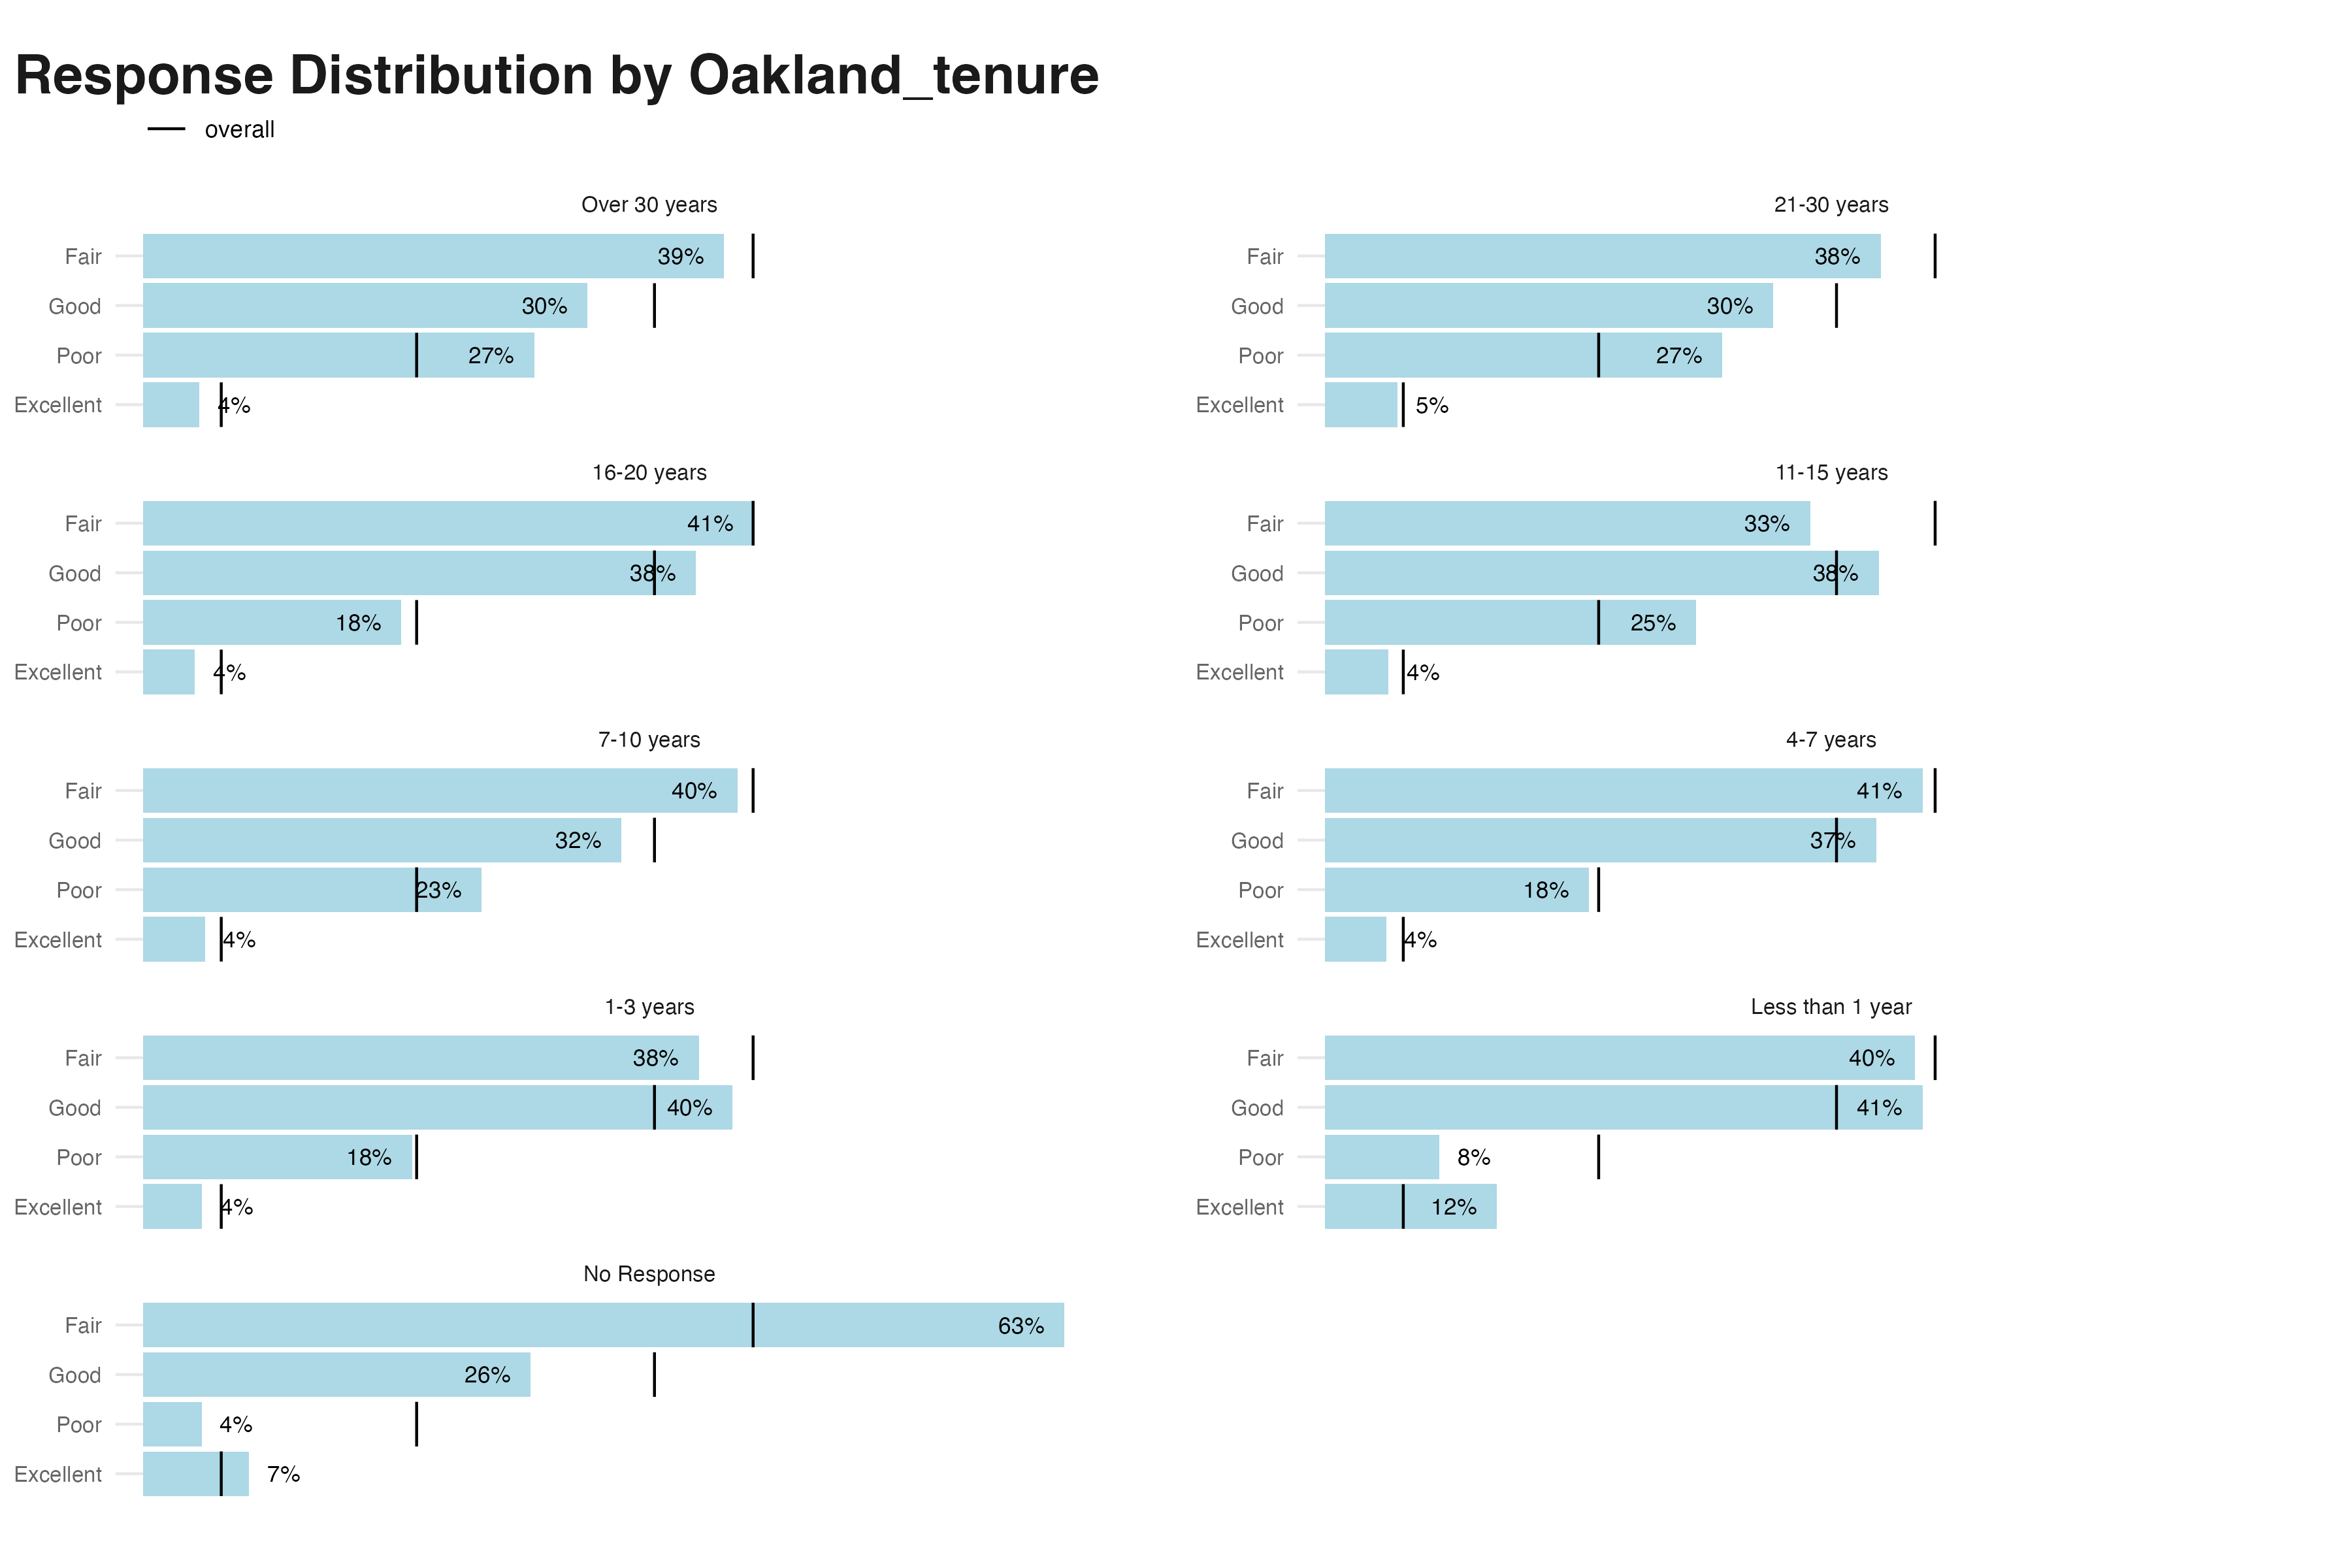 Response Distribution by Oakland_tenure
overall
Over 30 years
Fair 39%
Good 30%
Poor 27%
Excellent 4%
21-30 years
Fair 38%
Good 30%
Poor 27%
Excellent 5%
16-20 years
Fair 41%
Good 38%
Poor 18%
Excellent 4%
11-15 years
Fair 33%
Good 38%
Poor 25%
Excellent 4%
7-10 years
Fair 40%
Good 32%
Poor 23%
Excellent 4%
4-7 years
Fair 41%
Good 37%
Poor 18%
Excellent 4%
1-3 years
Fair 38%
Good 40%
Poor 18%
Excellent 4%
Less than 1 year
Fair 40%
Good 41%
Poor 8%
Excellent 12%
No Response
Fair 63%
Good 26%
Poor 4%
Excellent 7%